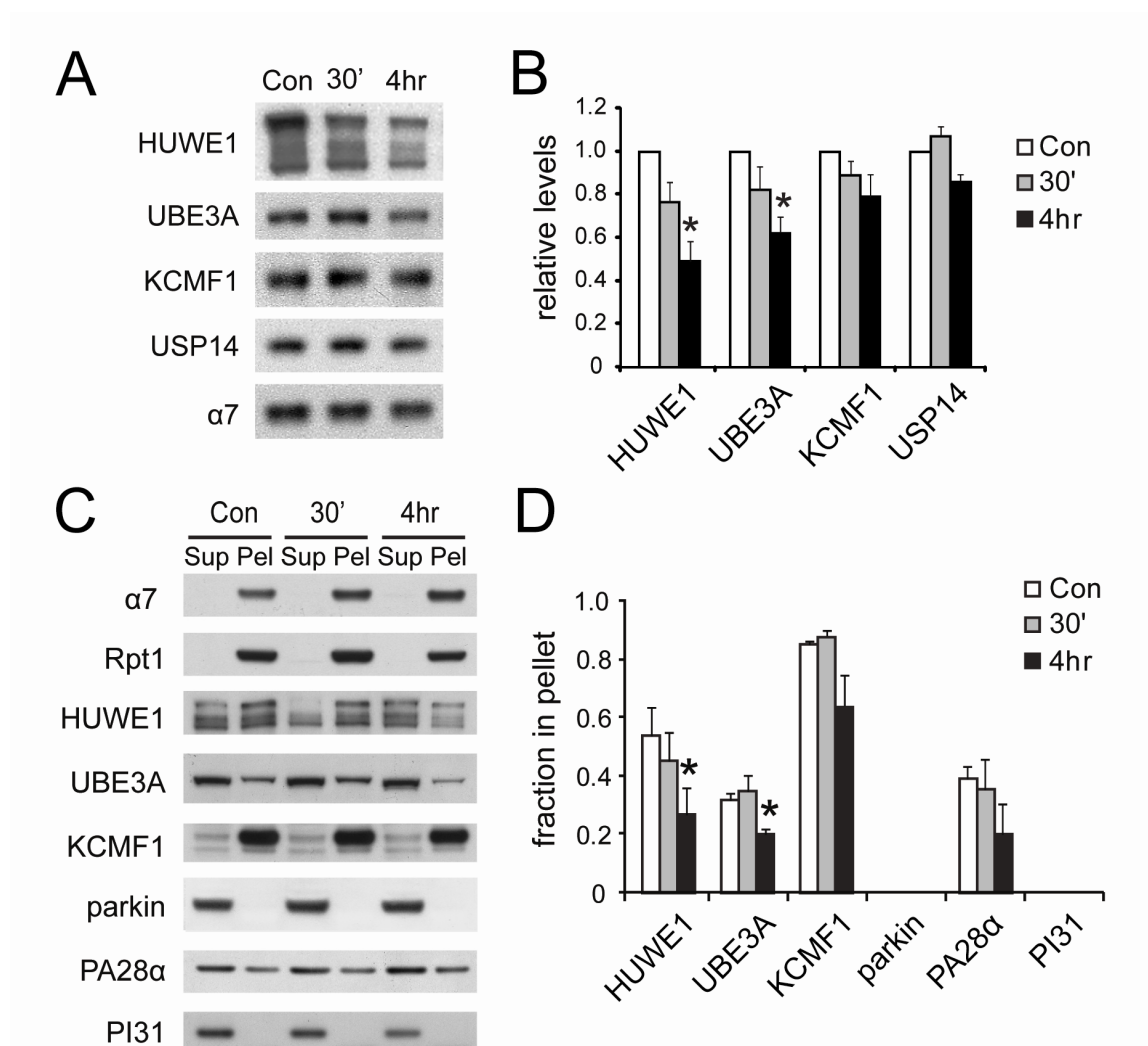 A
Con 30' 4hr
HUWE1
UBE3A
KCMF1
USP14
α7
B
1.2
1.0
0.8
0.6
0.4
0.2
0
relative levels
* *
Con
30'
4hr
HUWE1
UBE3A
KCMF1
USP14
C
Con 30’ 4hr
Sup Pel Sup Pel Sup Pel
α7
Rpt1
HUWE1
UBE3A
KCMF1
parkin
PA28α
PI31
D
1.0
0.8
0.6
0.4
0.2
0
fraction in pellet
* *
Con
30'
4hr
HUWE1
UBE3A
KCMF1
parkin
PA28α
PI31